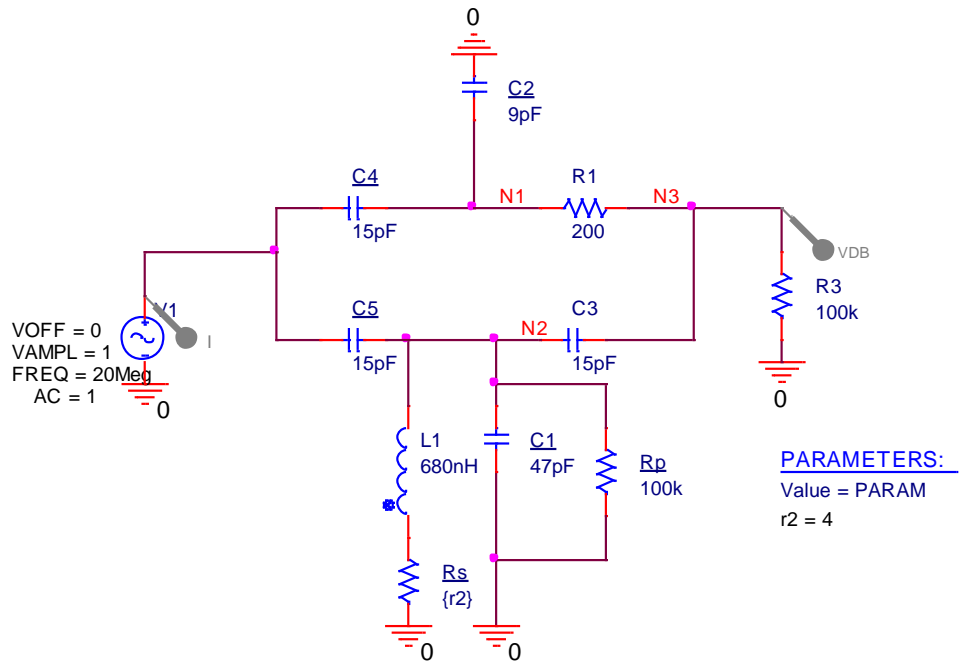 0
C2
9pF
C4
15pF
N1
R1
200
N3
VDB
R3
100k
0
V1
I
VOFF = 0
VAMPL = 1
FREQ = 20Meg
AC = 1
0
C5
15pF
N2
C3
15pF
L1
680nH
C1
47pF
Rp
100k
Rs
{r2}
0
0
PARAMETERS:
Value = PARAM
r2 = 4